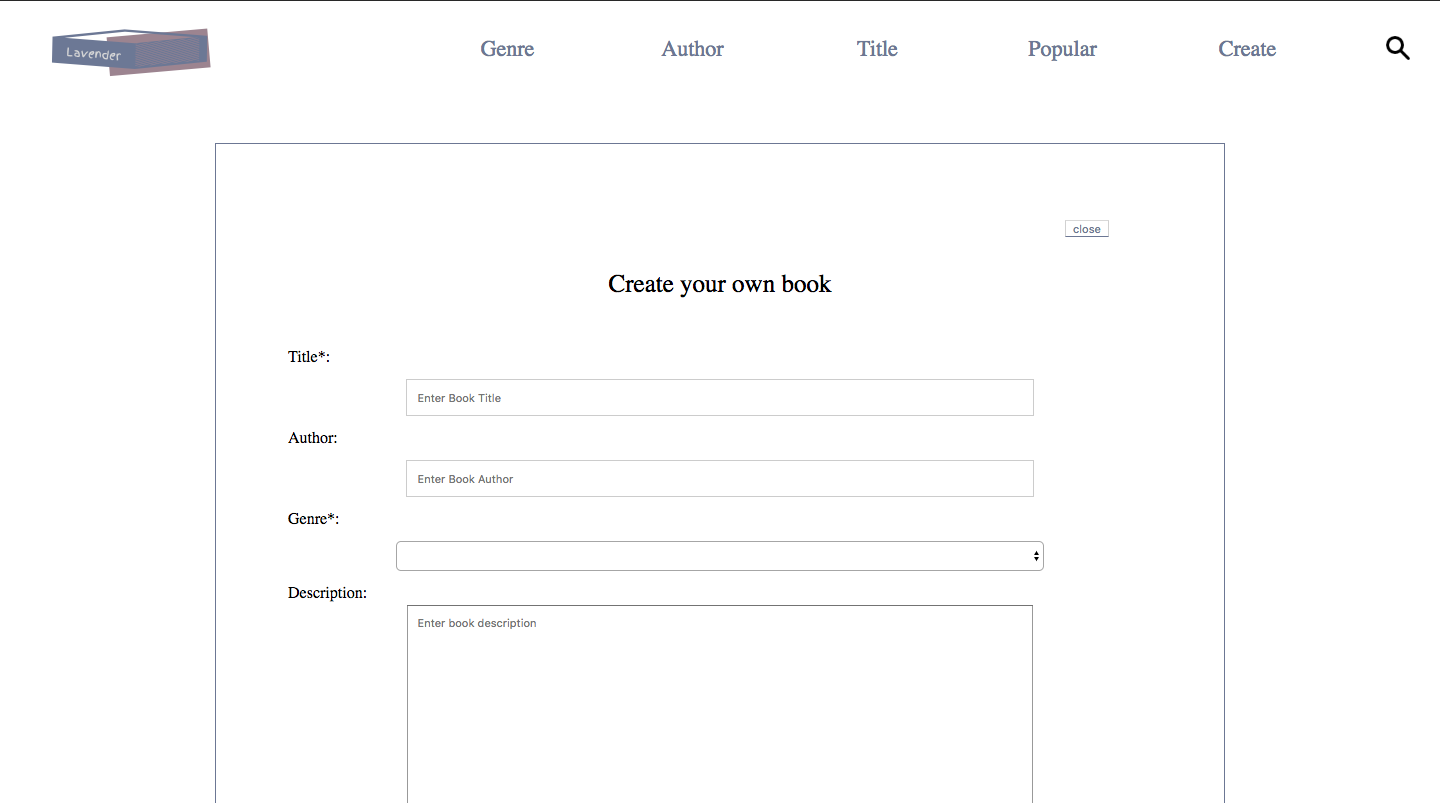 Lavender
Genre
Author
Title
Popular
Create
close
Create your own book
Title*:
Enter Book Title
Author:
Enter Book Author
Genre*:
Description:
Enter book description